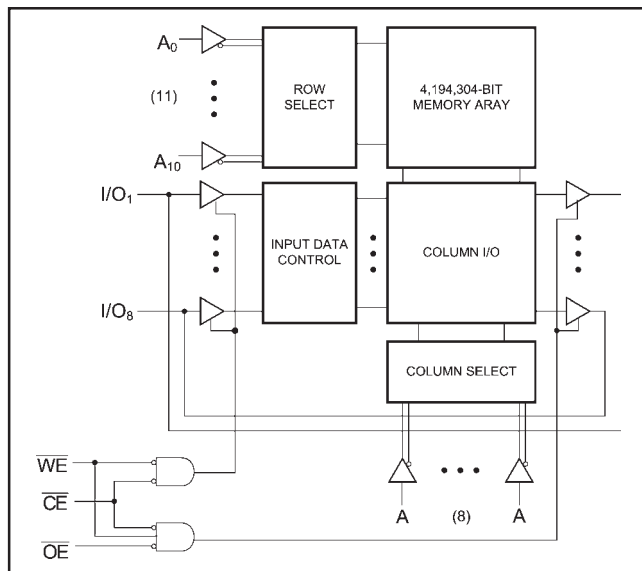 A0
(11)
ROW
SELECT
4,194,304-BIT
MEMORY ARAY
A10
I/O1
INPUT DATA
CONTROL
COLUMN I/O
I/O8
COLUMN SELECT
WE
CE
A
(8)
A
OE